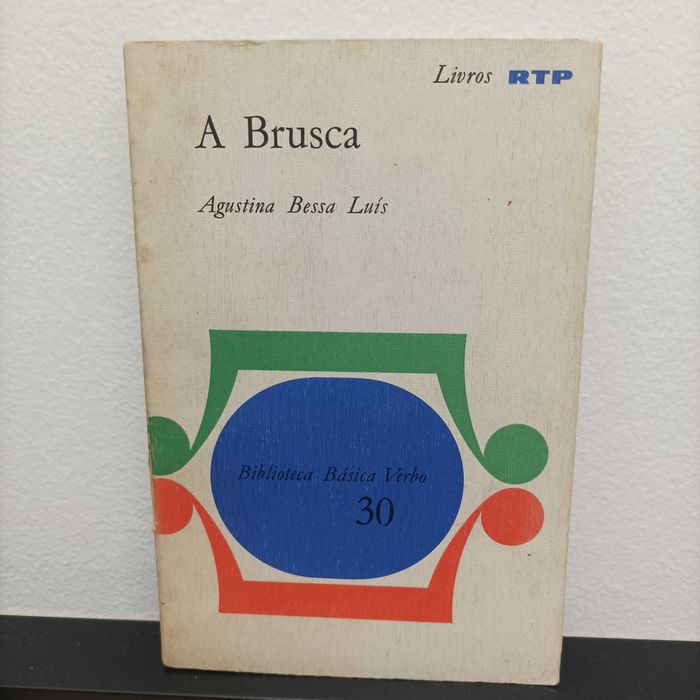 Livros RTP
A Brusca
Agustina Bessa Luís
Biblioteca Básica Verbo
30